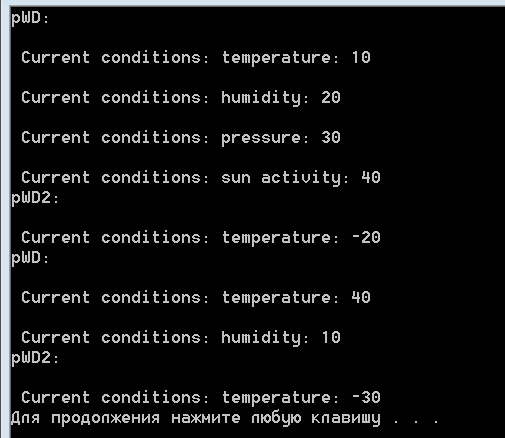 pWD:
Current conditions: temperature: 10
Current conditions: humidity: 20
Current conditions: pressure: 30
Current conditions: sun activity: 40
pWD2:
Current conditions: temperature: -20
pWD:
Current conditions: temperature: 40
Current conditions: humidity: 10
pWD2:
Current conditions: temperature: -30
Для продолжения нажмите любую клавишу . . .